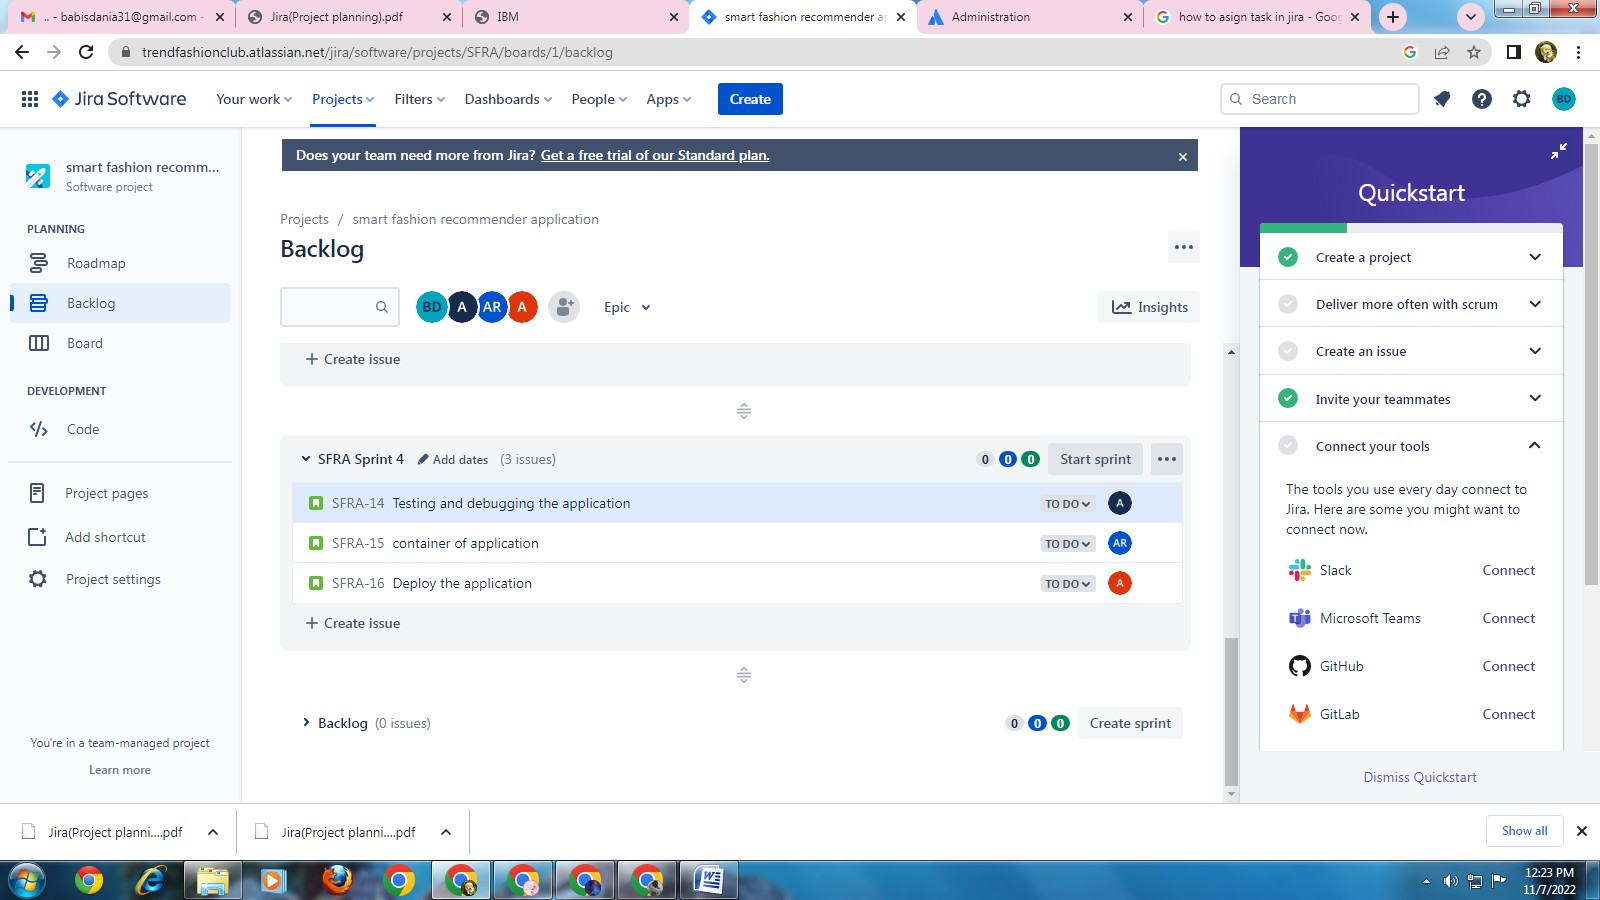 .. - babisdania31@gmail.com -
Jira(Project planning).pdf
IBM
smart fashion recommender ap
Administration
how to asign task in jira - Goog
trendfashionclub.atlassian.net/jira/software/projects/SFRA/boards/1/backlog
Jira Software
Your work
Projects
Filters
Dashboards
People
Apps
Create
Search
BD
smart fashion recomm...
Software project
PLANNING
Roadmap
Backlog
Board
DEVELOPMENT
Code
Project pages
Add shortcut
Project settings
You're in a team-managed project
Learn more
Does your team need more from Jira? Get a free trial of our Standard plan.
Projects / smart fashion recommender application
Backlog
BD A AR A
Epic
Insights
+ Create issue
SFRA Sprint 4 Add dates (3 issues) 0 0 0 Start sprint
SFRA-14 Testing and debugging the application TO DO A
SFRA-15 container of application TO DO AR
SFRA-16 Deploy the application TO DO A
+ Create issue
Backlog (0 issues) 0 0 0 Create sprint
Quickstart
Create a project
Deliver more often with scrum
Create an issue
Invite your teammates
Connect your tools
The tools you use every day connect to
Jira. Here are some you might want to
connect now.
Slack Connect
Microsoft Teams Connect
GitHub Connect
GitLab Connect
Dismiss Quickstart
Jira(Project planni....pdf
Jira(Project planni....pdf
Show all
12:23 PM
11/7/2022